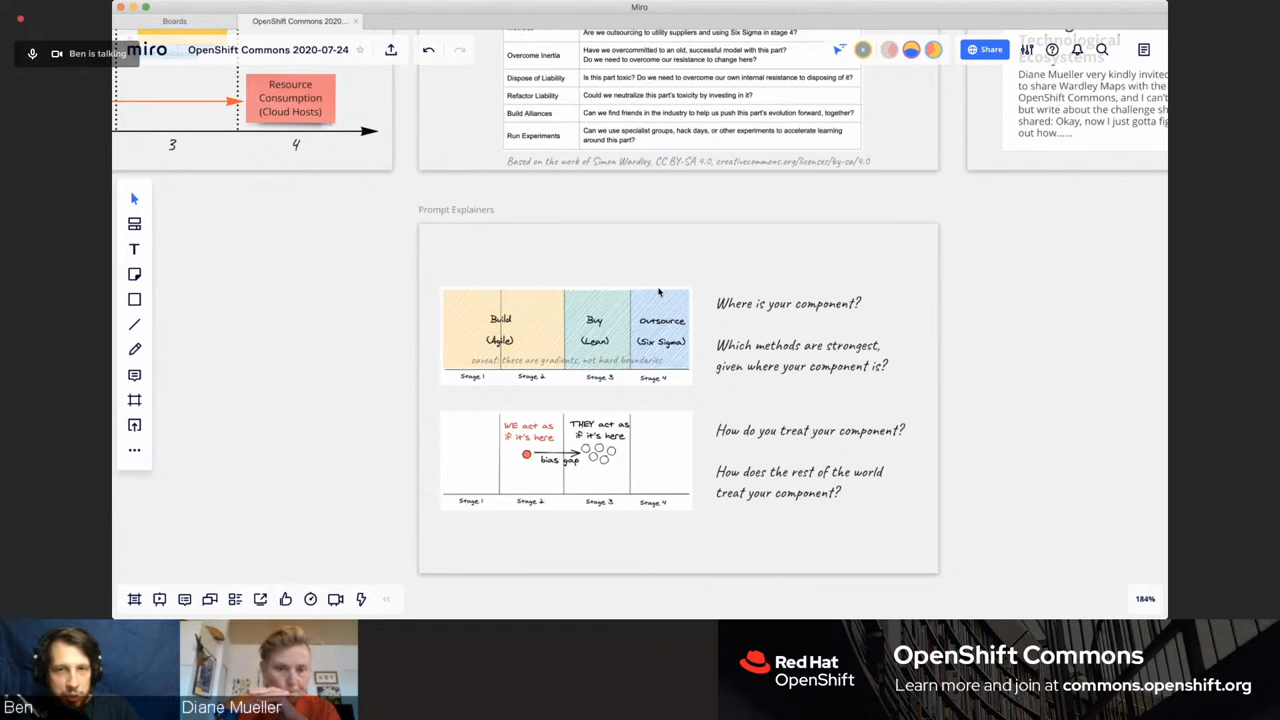 Miro
Boards
OpenShift Commons 2020...
Ben is talking
miro
OpenShift Commons 2020-07-24
Share
Are we outsourcing to utility suppliers and using Six Sigma in stage 4?
Overcome Inertia
Have we overcommitted to an old, successful model with this part?
Do we need to overcome our resistance to change here?
Dispose of Liability
Is this part toxic? Do we need to overcome our own internal resistance to disposing of it?
Refactor Liability
Could we neutralize this part's toxicity by investing in it?
Build Alliances
Can we find friends in the industry to help us push this part's evolution forward, together?
Run Experiments
Can we use specialist groups, hack days, or other experiments to accelerate learning
around this part?
Based on the work of Simon Wardley, CC BY-SA 4.0, creativecommons.org/licenses/by-sa/4.0
Resource
Consumption
(Cloud Hosts)
3
4
Technological
Ecosystems
Diane Mueller very kindly invited
to share Wardley Maps with the
OpenShift Commons, and I can't
but write about the challenge sh
shared: Okay, now I just gotta fig
out how......
Prompt Explainers
Build
(Agile)
Buy
(Lean)
Outsource
(Six Sigma)
caveat: these are gradients, not hard boundaries
Stage 1
Stage 2
Stage 3
Stage 4
Where is your component?
Which methods are strongest,
given where your component is?
WE act as
if it's here
THEY act as
if it's here
bias gap
Stage 1
Stage 2
Stage 3
Stage 4
How do you treat your component?
How does the rest of the world
treat your component?
184%
Ben
Diane Mueller
Red Hat
OpenShift
OpenShift Commons
Learn more and join at commons.openshift.org